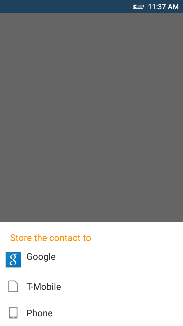 11:37 AM
Store the contact to
Google
T-Mobile
Phone